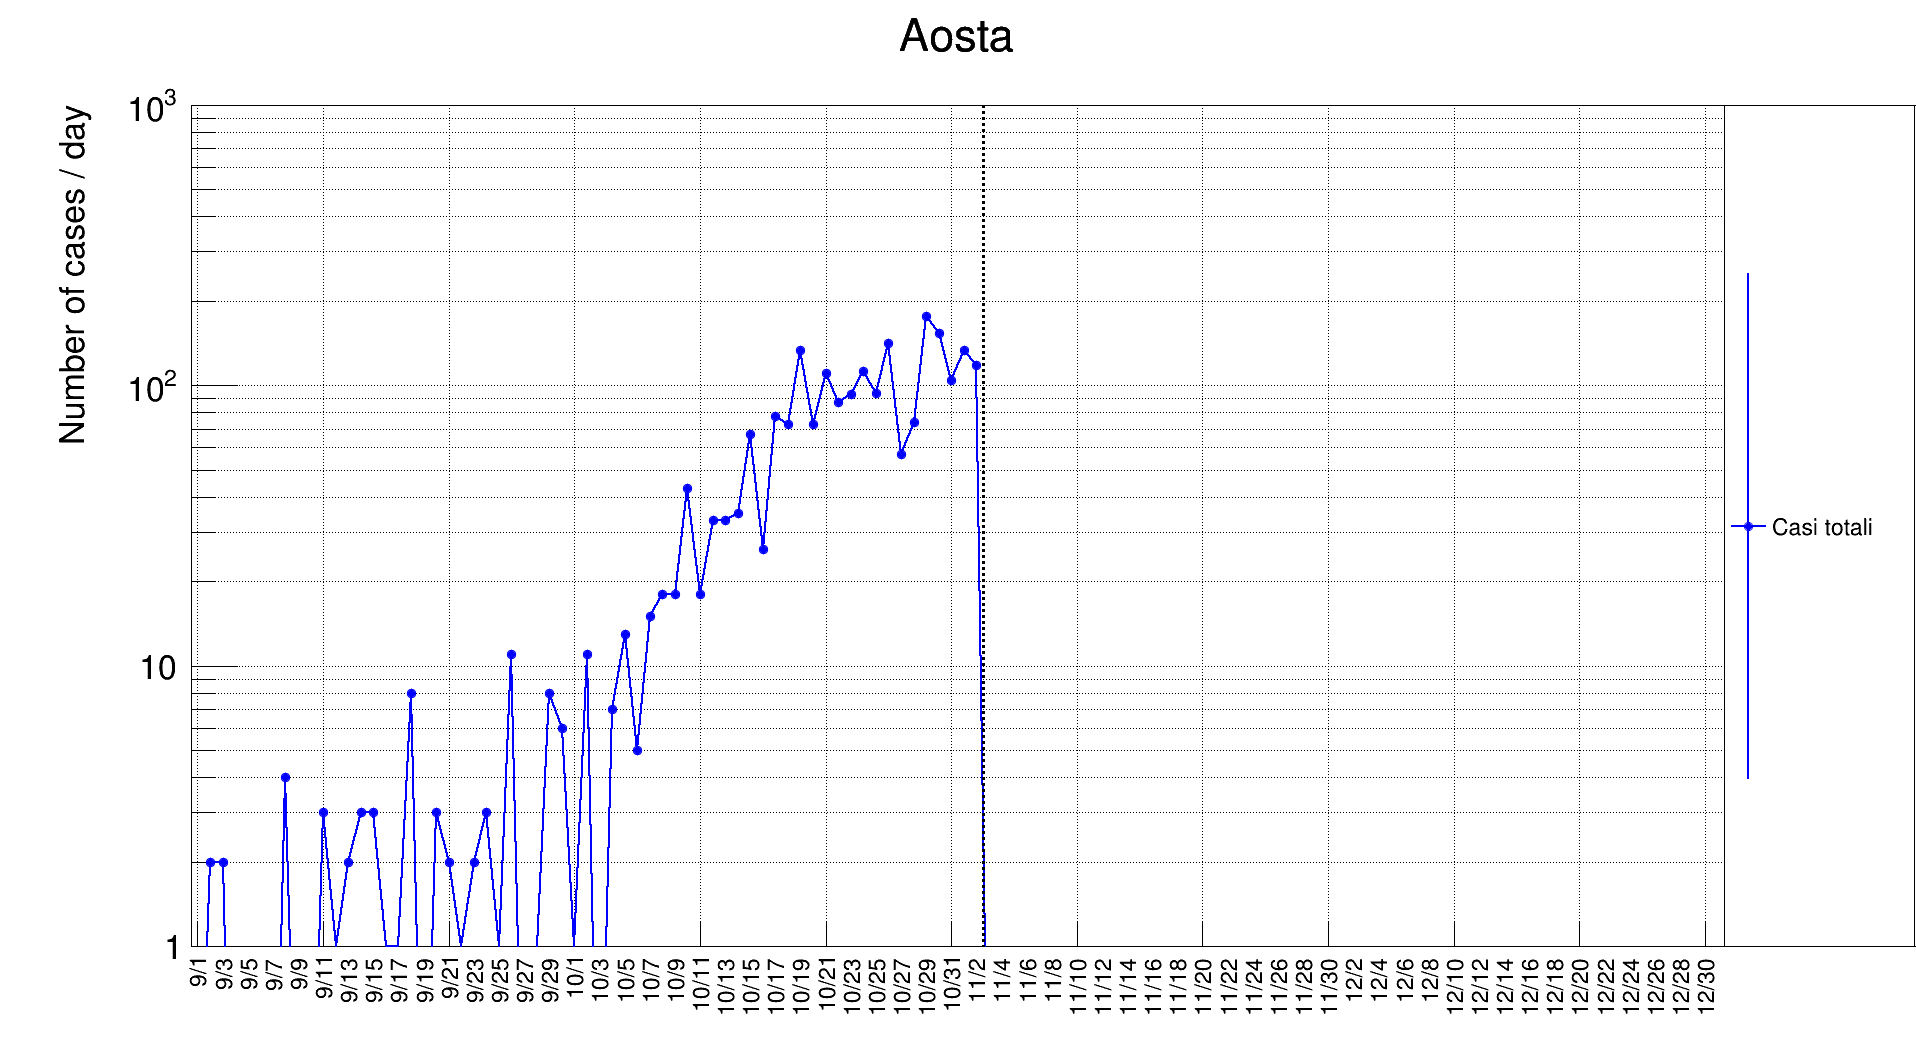 Aosta
Number of cases / day
10³
10²
10
1
9/1 9/3 9/5 9/7 9/9 9/11 9/13 9/15 9/17 9/19 9/21 9/23 9/25 9/27 9/29 10/1 10/3 10/5 10/7 10/9 10/11 10/13 10/15 10/17 10/19 10/21 10/23 10/25 10/27 10/29 10/31 11/2 11/4 11/6 11/8 11/10 11/12 11/14 11/16 11/18 11/20 11/22 11/24 11/26 11/28 11/30 12/2 12/4 12/6 12/8 12/10 12/12 12/14 12/16 12/18 12/20 12/22 12/24 12/26 12/28 12/30
Casi totali